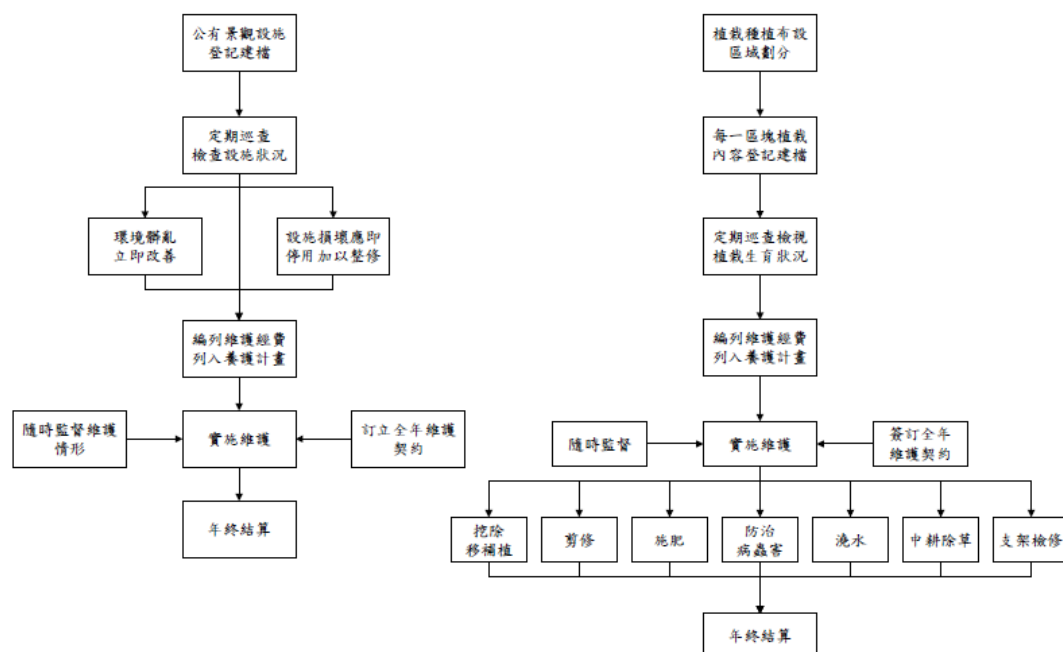 公有景觀設施
登記建檔
定期巡查
檢查設施狀況
環境髒亂
立即改善
設施損壞應即
停用加以整修
編列維護經費
列入養護計畫
隨時監督維護
情形
實施維護
訂立全年維護
契約
年終結算
植栽種植布設
區域劃分
每一區塊植栽
內容登記建檔
定期巡查檢視
植栽生育狀況
編列維護經費
列入養護計畫
隨時監督
實施維護
簽訂全年
維護契約
挖除
移補植
剪修
施肥
防治
病蟲害
澆水
中耕除草
支架檢修
年終結算